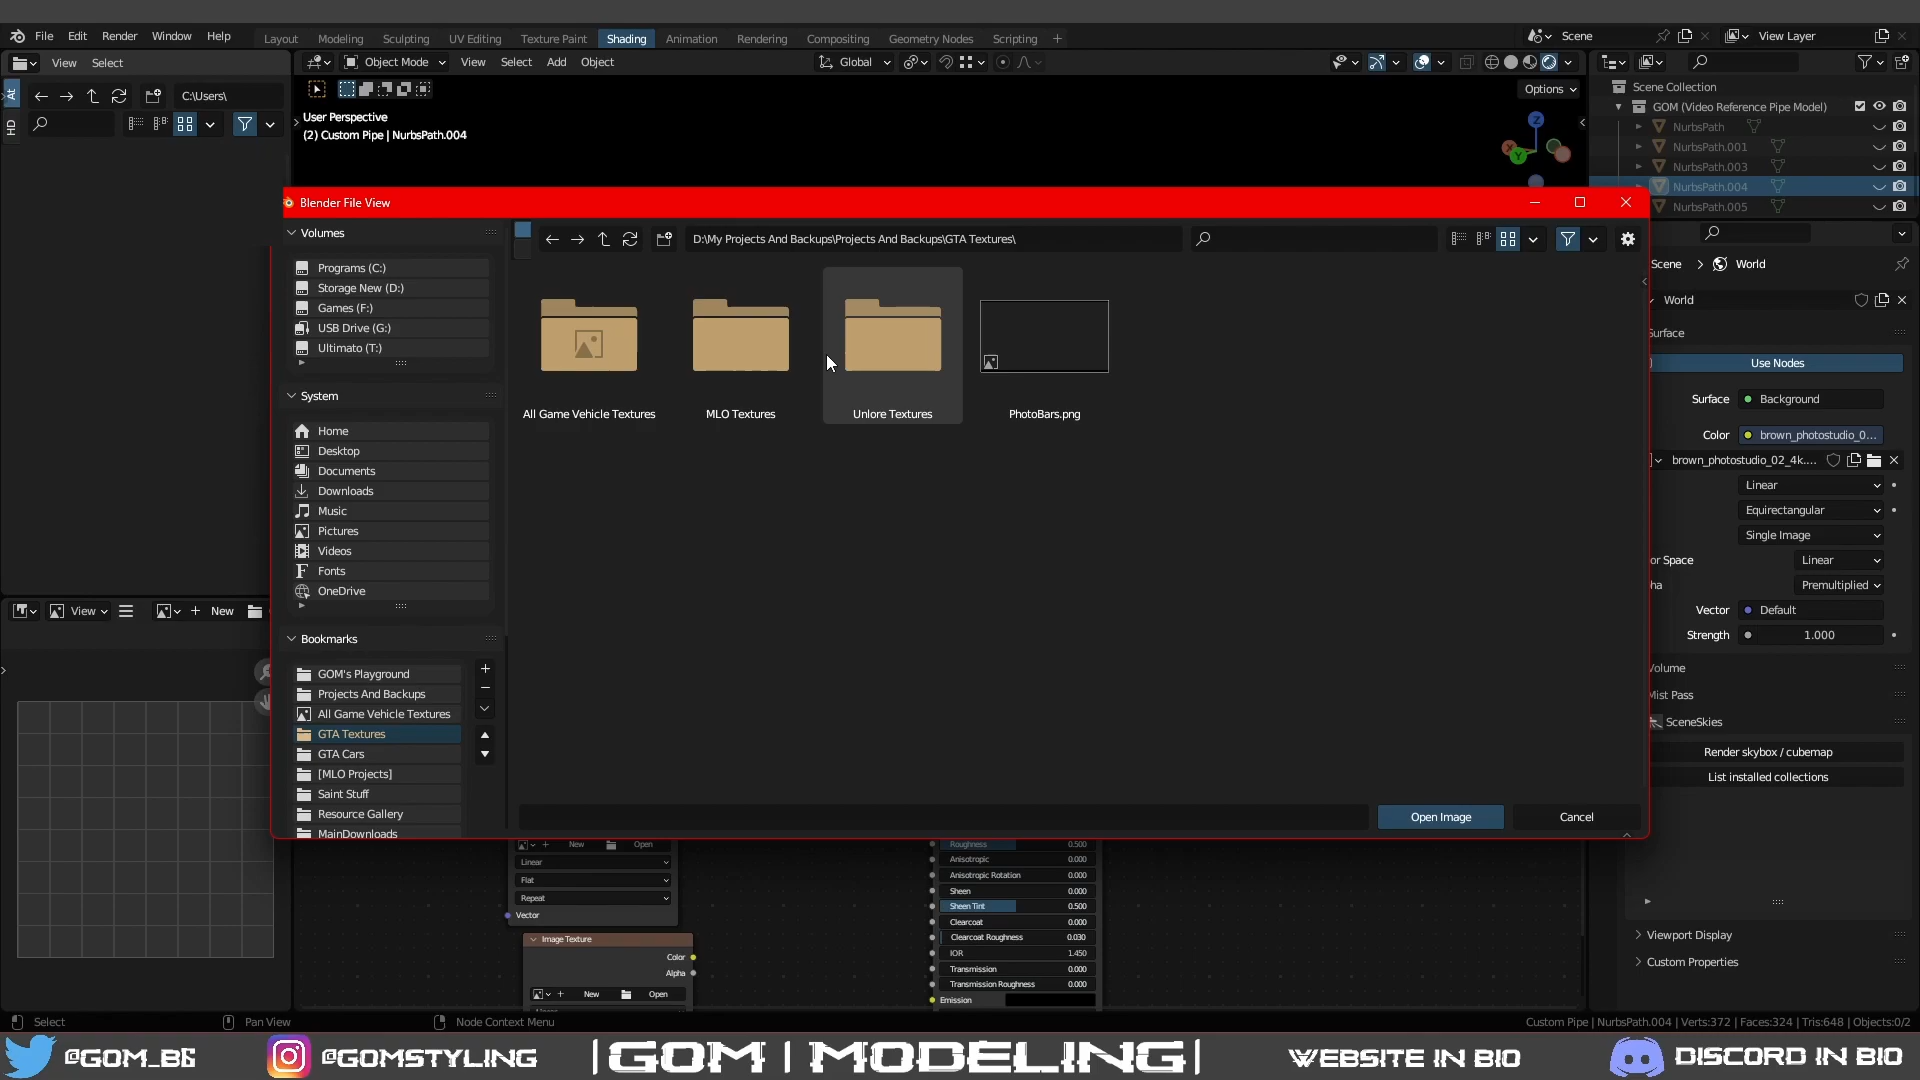 File Edit Render Window Help
Layout Modeling Sculpting UV Editing Texture Paint Shading Animation Rendering Compositing Geometry Nodes Scripting +
Scene
View Layer
View Select
Object Mode View Select Add Object
Global
C:\Users\
Options
At
HD
User Perspective
(2) Custom Pipe | NurbsPath.004
Z
X
Y
Scene Collection
GOM (Video Reference Pipe Model)
NurbsPath
NurbsPath.001
NurbsPath.003
NurbsPath.004
NurbsPath.005
Blender File View
Volumes
Programs (C:)
Storage New (D:)
Games (F:)
USB Drive (G:)
Ultimato (T:)
System
Home
Desktop
Documents
Downloads
Music
Pictures
Videos
Fonts
OneDrive
Bookmarks
GOM's Playground
Projects And Backups
All Game Vehicle Textures
GTA Textures
GTA Cars
[MLO Projects]
Saint Stuff
Resource Gallery
MainDownloads
D:\My Projects And Backups\Projects And Backups\GTA Textures\
All Game Vehicle Textures
MLO Textures
Unlore Textures
PhotoBars.png
Open Image
Cancel
Scene > World
World
Surface
Use Nodes
Surface Background
Color brown_photostudio_0...
brown_photostudio_02_4k....
Linear
Equirectangular
Single Image
or Space Linear
ha Premultiplied
Vector Default
Strength 1.000
Volume
Mist Pass
SceneSkies
Render skybox / cubemap
List installed collections
Viewport Display
Custom Properties
View
New
New Open
Linear
Flat
Repeat
Vector
Image Texture
Color
Alpha
New Open
Roughness 0.500
Anisotropic 0.000
Anisotropic Rotation 0.000
Sheen 0.000
Sheen Tint 0.500
Clearcoat 0.000
Clearcoat Roughness 0.030
IOR 1.450
Transmission 0.000
Transmission Roughness 0.000
Emission
Select
Pan View
Node Context Menu
Custom Pipe | NurbsPath.004 | Verts:372 | Faces:324 | Tris:648 | Objects:0/2
@GOM_B6
@GOMSTYLING
|GOM | MODELING|
WEBSITE IN BIO
DISCORD IN BIO